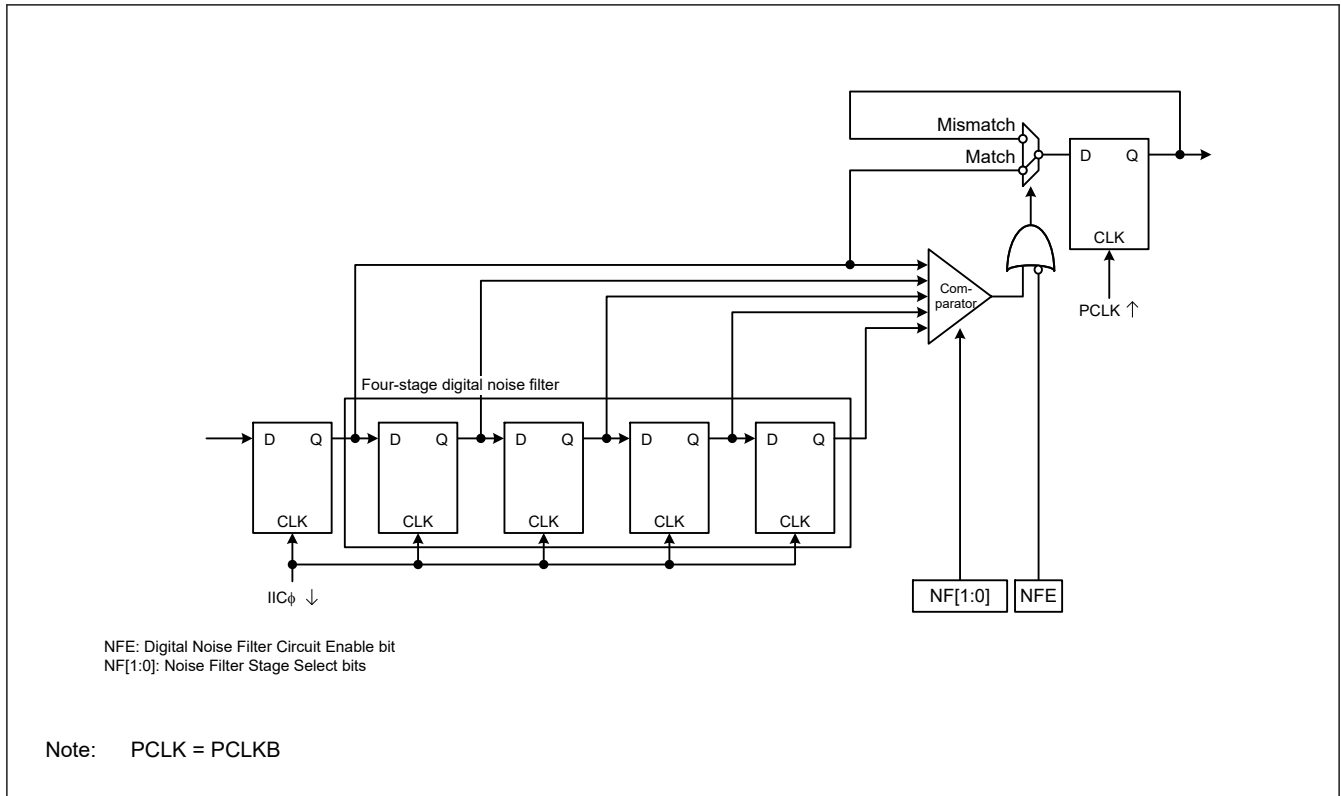 Mismatch
Match
D Q
CLK
PCLK ↑
Com-
parator
Four-stage digital noise filter
D Q D Q D Q D Q D Q
CLK CLK CLK CLK CLK
IICϕ ↓
NF[1:0] NFE
NFE: Digital Noise Filter Circuit Enable bit
NF[1:0]: Noise Filter Stage Select bits
Note: PCLK = PCLKB